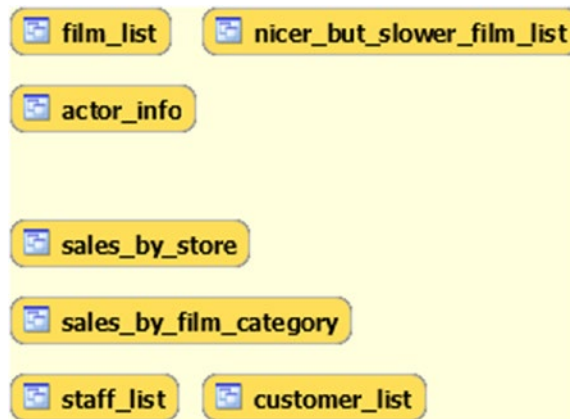 film_list nicer_but_slower_film_list
actor_info
sales_by_store
sales_by_film_category
staff_list customer_list